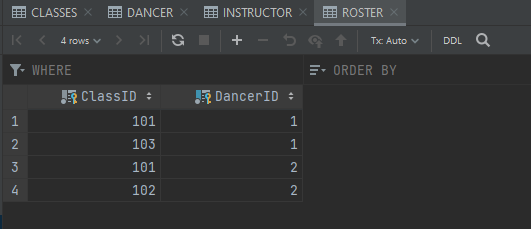 CLASSES DANCER INSTRUCTOR ROSTER
4 rows Tx: Auto DDL
WHERE ORDER BY
ClassID DancerID
1 101 1
2 103 1
3 101 2
4 102 2